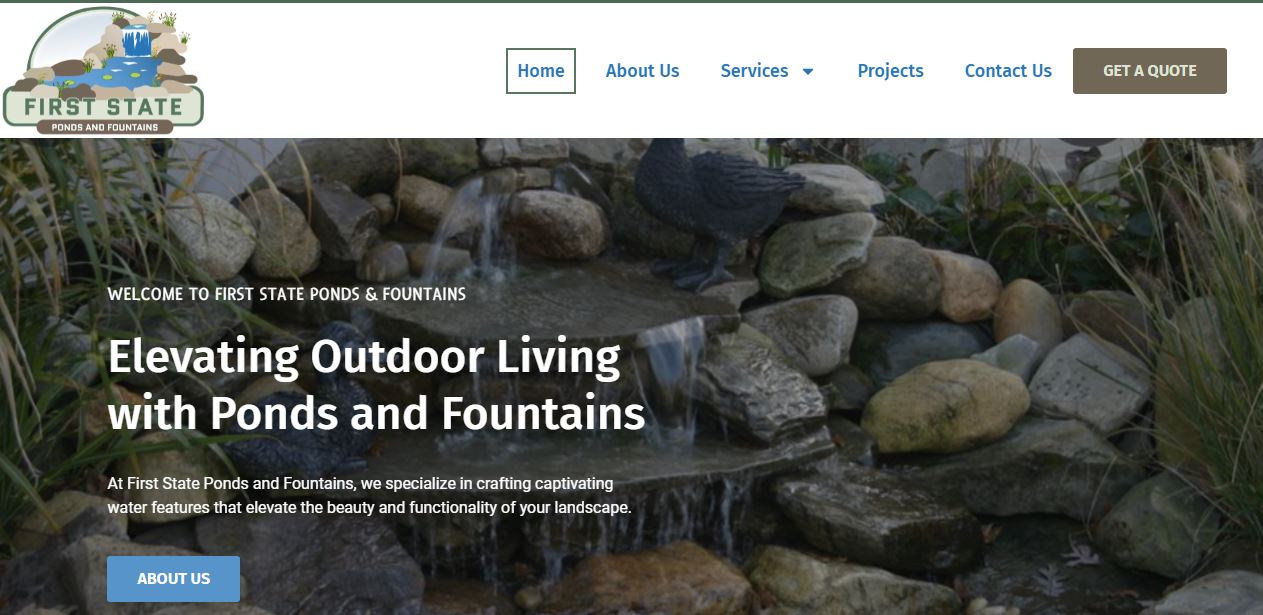 FIRST STATE
PONDS AND FOUNTAINS
Home
About Us
Services
Projects
Contact Us
GET A QUOTE
WELCOME TO FIRST STATE PONDS & FOUNTAINS
Elevating Outdoor Living
with Ponds and Fountains
At First State Ponds and Fountains, we specialize in crafting captivating
water features that elevate the beauty and functionality of your landscape.
ABOUT US